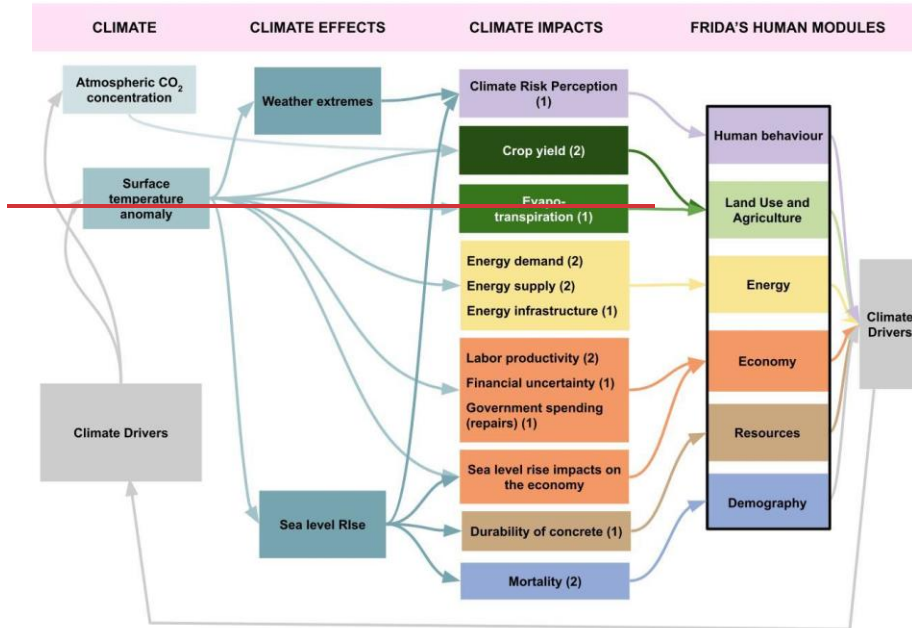 CLIMATE
CLIMATE EFFECTS
CLIMATE IMPACTS
FRIDA'S HUMAN MODULES
Atmospheric CO₂
concentration
Surface
temperature
anomaly
Climate Drivers
Weather extremes
Sea level RIse
Climate Risk Perception
(1)
Crop yield (2)
Evapo-
transpiration (1)
Energy demand (2)
Energy supply (2)
Energy infrastructure (1)
Labor productivity (2)
Financial uncertainty (1)
Government spending
(repairs) (1)
Sea level rise impacts on
the economy
Durability of concrete (1)
Mortality (2)
Human behaviour
Land Use and
Agriculture
Energy
Economy
Resources
Demography
Climate
Drivers